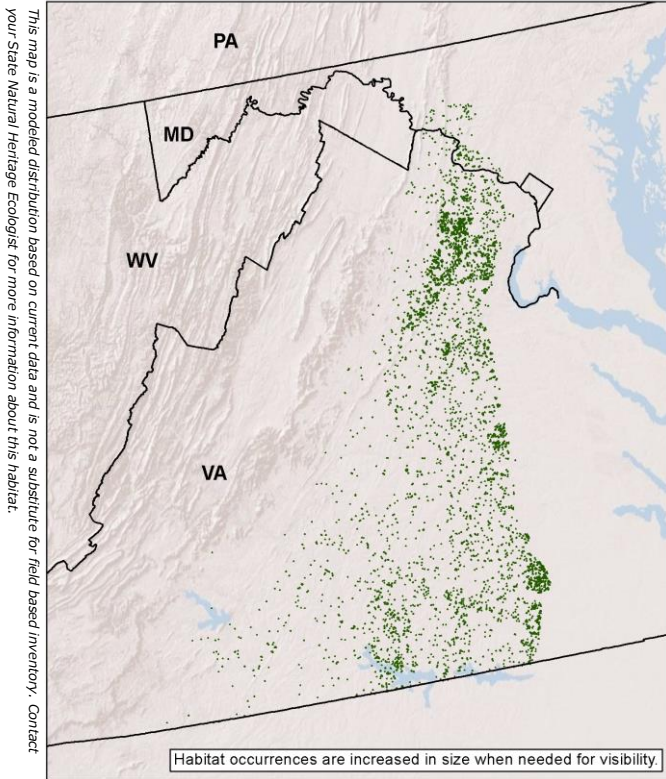 This map is a modeled distribution based on current data and is not a substitute for field based inventory. Contact
your State Natural Heritage Ecologist for more information about this habitat.
PA
MD
WV
VA
Habitat occurrences are increased in size when needed for visibility.